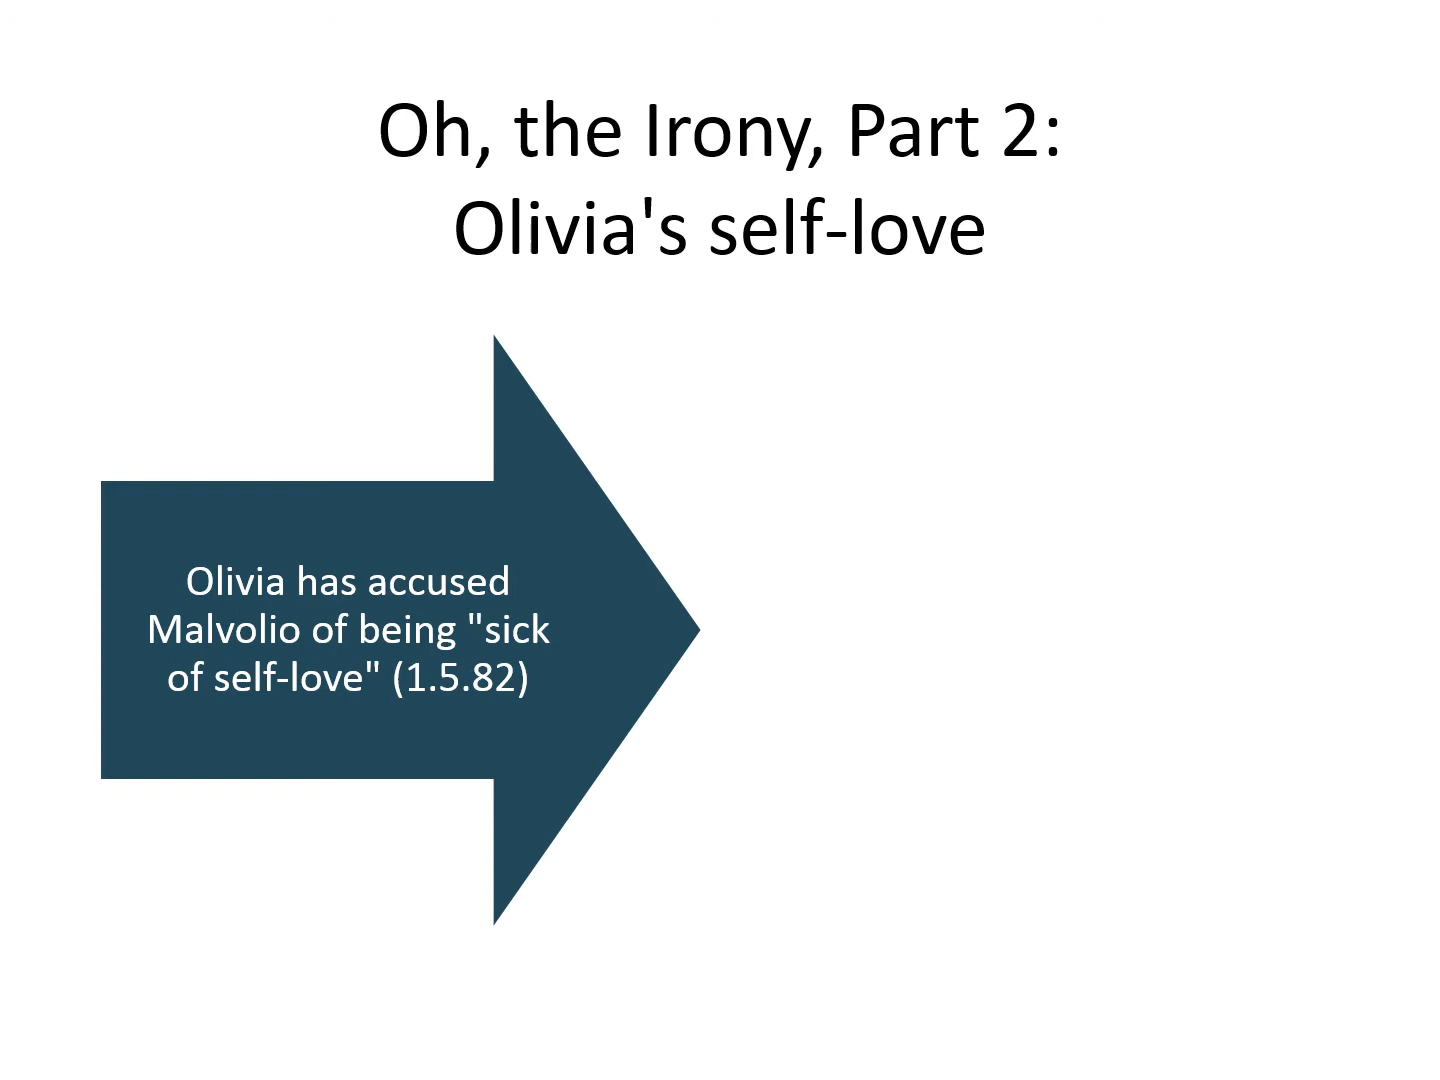 Oh, the Irony, Part 2:
Olivia's self-love
Olivia has accused
Malvolio of being "sick
of self-love" (1.5.82)